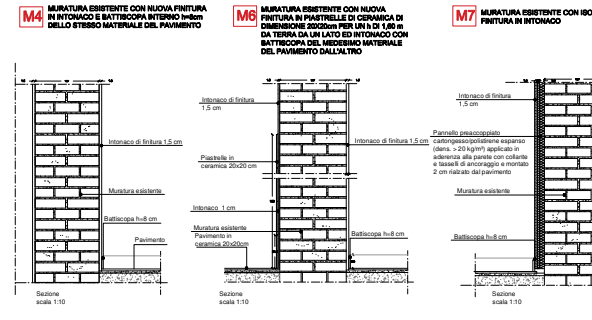 M4
MURATURA ESISTENTE CON NUOVA FINITURA
IN INTONACO E BATTISCOPA INTERNO h=8cm
DELLO STESSO MATERIALE DEL PAVIMENTO
Intonaco di finitura 1,5 cm
Muratura esistente
Battiscopa h=8 cm
Pavimento
Sezione
scala 1:10
M6
MURATURA ESISTENTE CON NUOVA
FINITURA IN PIASTRELLE DI CERAMICA DI
DIMENSIONE 20X20cm PER UN h DI 1,60 m
DA TERRA DA UN LATO ED INTONACO CON
BATTISCOPA DEL MEDESIMO MATERIALE
DEL PAVIMENTO DALL'ALTRO
Intonaco di finitura
1,5 cm
Piastrelle in
ceramica 20x20 cm
Intonaco 1 cm
Muratura esistente
Pavimento in
ceramica 20x20cm
Intonaco di finitura 1,5 cm
Battiscopa h=8 cm
Sezione
scala 1:10
M7
MURATURA ESISTENTE CON ISO
FINITURA IN INTONACO
Intonaco di finitura
1,5 cm
Pannello preaccoppiato
cartongesso/polistirene espanso
(dens. > 20 kg/m³) applicato in
aderenza alla parete con collante
e tasselli di ancoraggio e montato
2 cm rialzato dal pavimento
Muratura esistente
Battiscopa h=8 cm
Sezione
scala 1:10